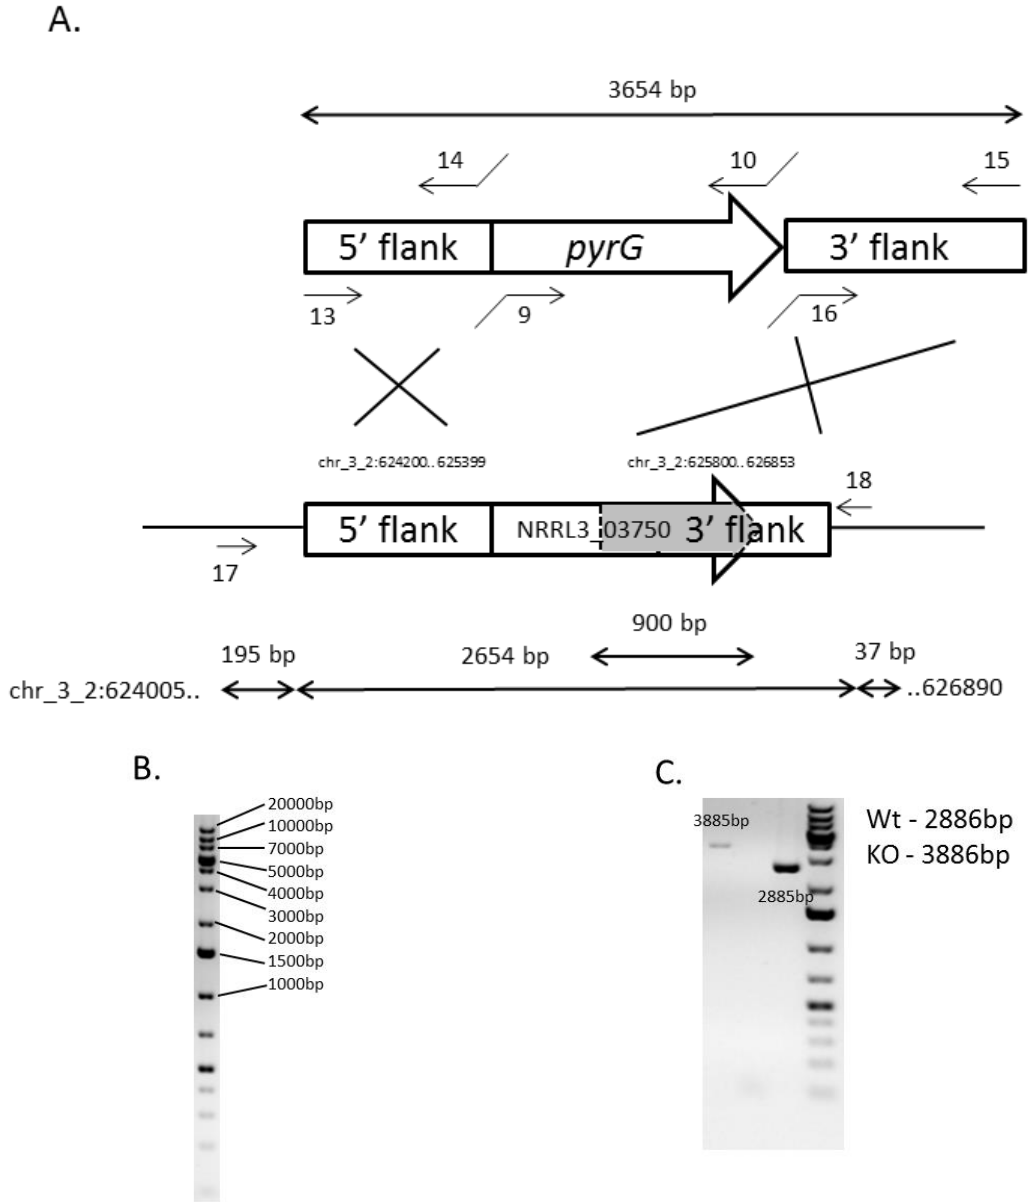 A.
3654 bp
14
10
15
5’ flank
pyrG
3’ flank
13
9
16
chr_3_2:624200..625399
chr_3_2:625800..626853
18
5’ flank
NRRL3_03750
3’ flank
17
900 bp
195 bp
2654 bp
37 bp
chr_3_2:624005..
..626890
B.
20000bp
10000bp
7000bp
5000bp
4000bp
3000bp
2000bp
1500bp
1000bp
C.
3885bp
2885bp
Wt - 2886bp
KO - 3886bp